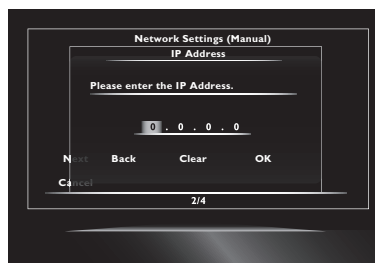 Network Settings (Manual)
IP Address
Please enter the IP Address.
0 . 0 . 0 . 0
Next Back Clear OK
Cancel
2/4